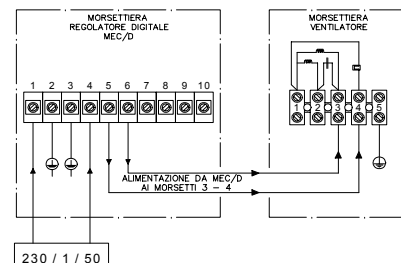 MORSETTIERA
REGOLATORE DIGITALE
MEC/D
MORSETTIERA
VENTILATORE
1 2 3 4 5 6 7 8 9 10
1 2 3 4 5
ALIMENTAZIONE DA MEC/D
AI MORSETTI 3 - 4
230 / 1 / 50